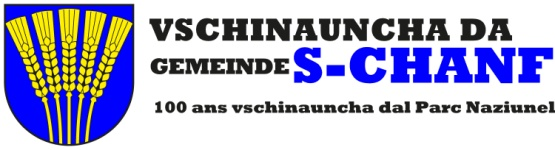 VSCHINAUNCHA DA
GEMEINDE S-CHANF
100 ans vschinauncha dal Parc Naziunel